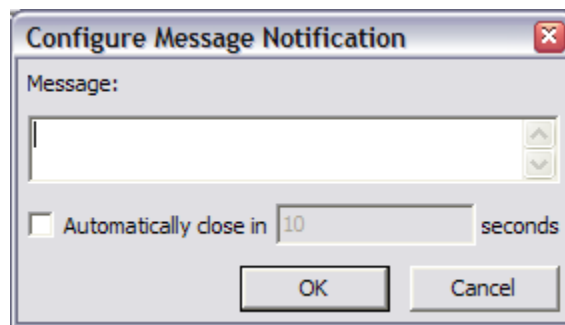 Configure Message Notification
Message:
Automatically close in 10 seconds
OK Cancel